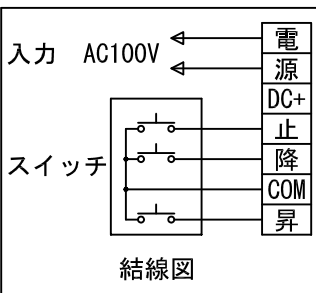 入力 AC100V
スイッチ
電
源
DC+
止
降
COM
昇
結線図